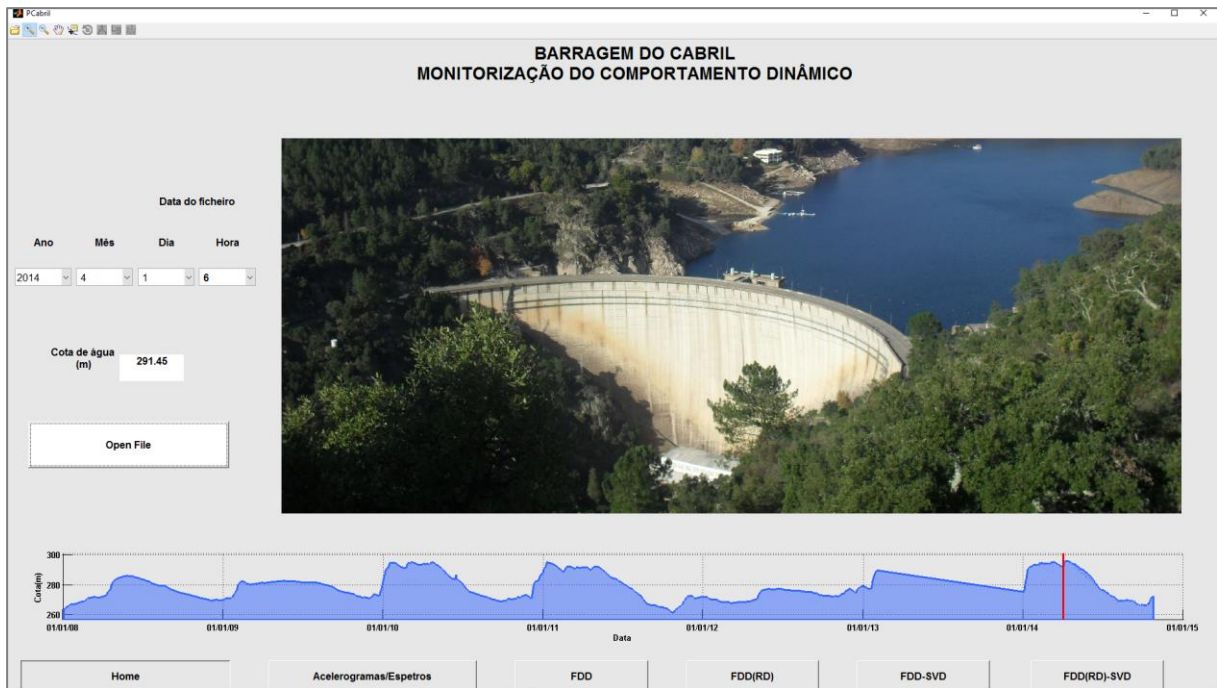 PCabril
BARRAGEM DO CABRIL
MONITORIZAÇÃO DO COMPORTAMENTO DINÂMICO
Data do ficheiro
Ano Mês Dia Hora
2014 4 1 6
Cota de água
(m)
291.45
Open File
Cota(m)
300
280
260
01/01/08 01/01/09 01/01/10 01/01/11 01/01/12 01/01/13 01/01/14 01/01/15
Data
Home Acelerogramas/Espetros FDD FDD(RD) FDD-SVD FDD(RD)-SVD